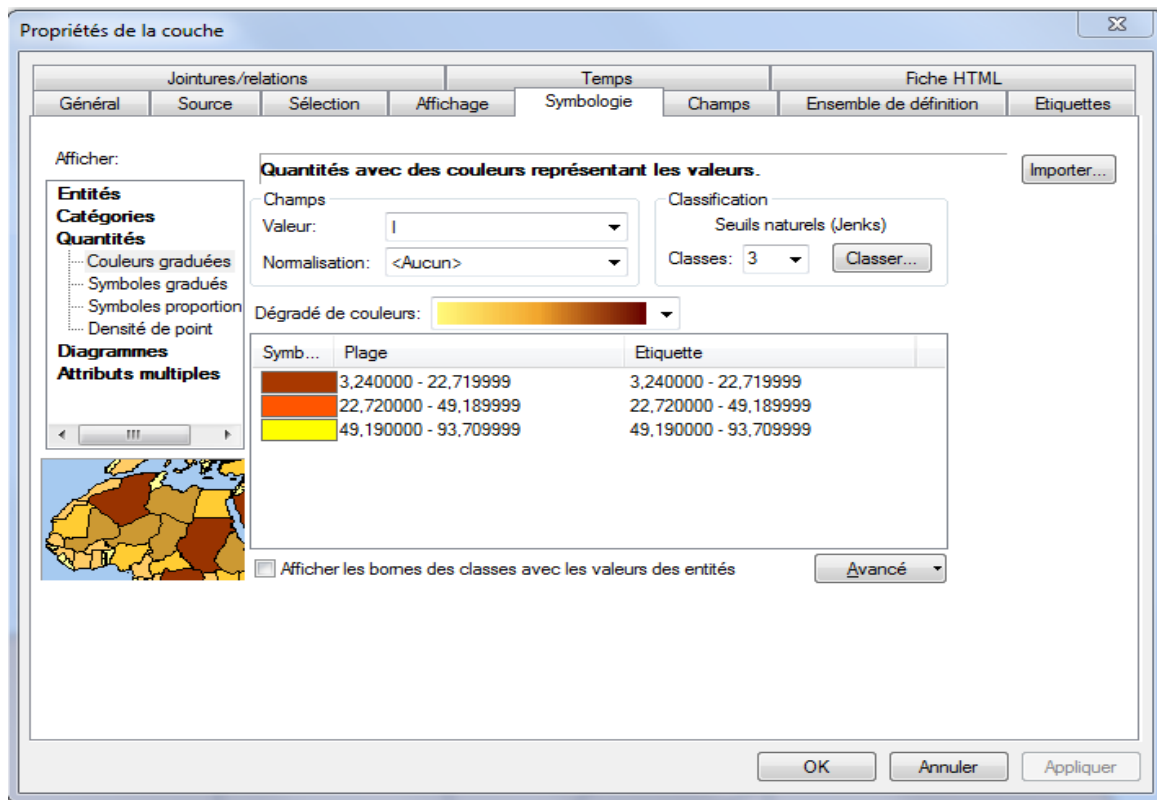 Propriétés de la couche
Jointures/relations Temps Fiche HTML
Général Source Sélection Affichage Symbologie Champs Ensemble de définition Etiquettes
Afficher:
Quantités avec des couleurs représentant les valeurs.
Importer...
Entités
Catégories
Quantités
Couleurs graduées
Symboles gradués
Symboles proportion
Densité de point
Diagrammes
Attributs multiples
Champs
Valeur: I
Normalisation: <Aucun>
Classification
Seuils naturels (Jenks)
Classes: 3 Classer...
Dégradé de couleurs:
Symb... Plage Etiquette
3,240000 - 22,719999 3,240000 - 22,719999
22,720000 - 49,189999 22,720000 - 49,189999
49,190000 - 93,709999 49,190000 - 93,709999
Afficher les bornes des classes avec les valeurs des entités
Avancé
OK Annuler Appliquer